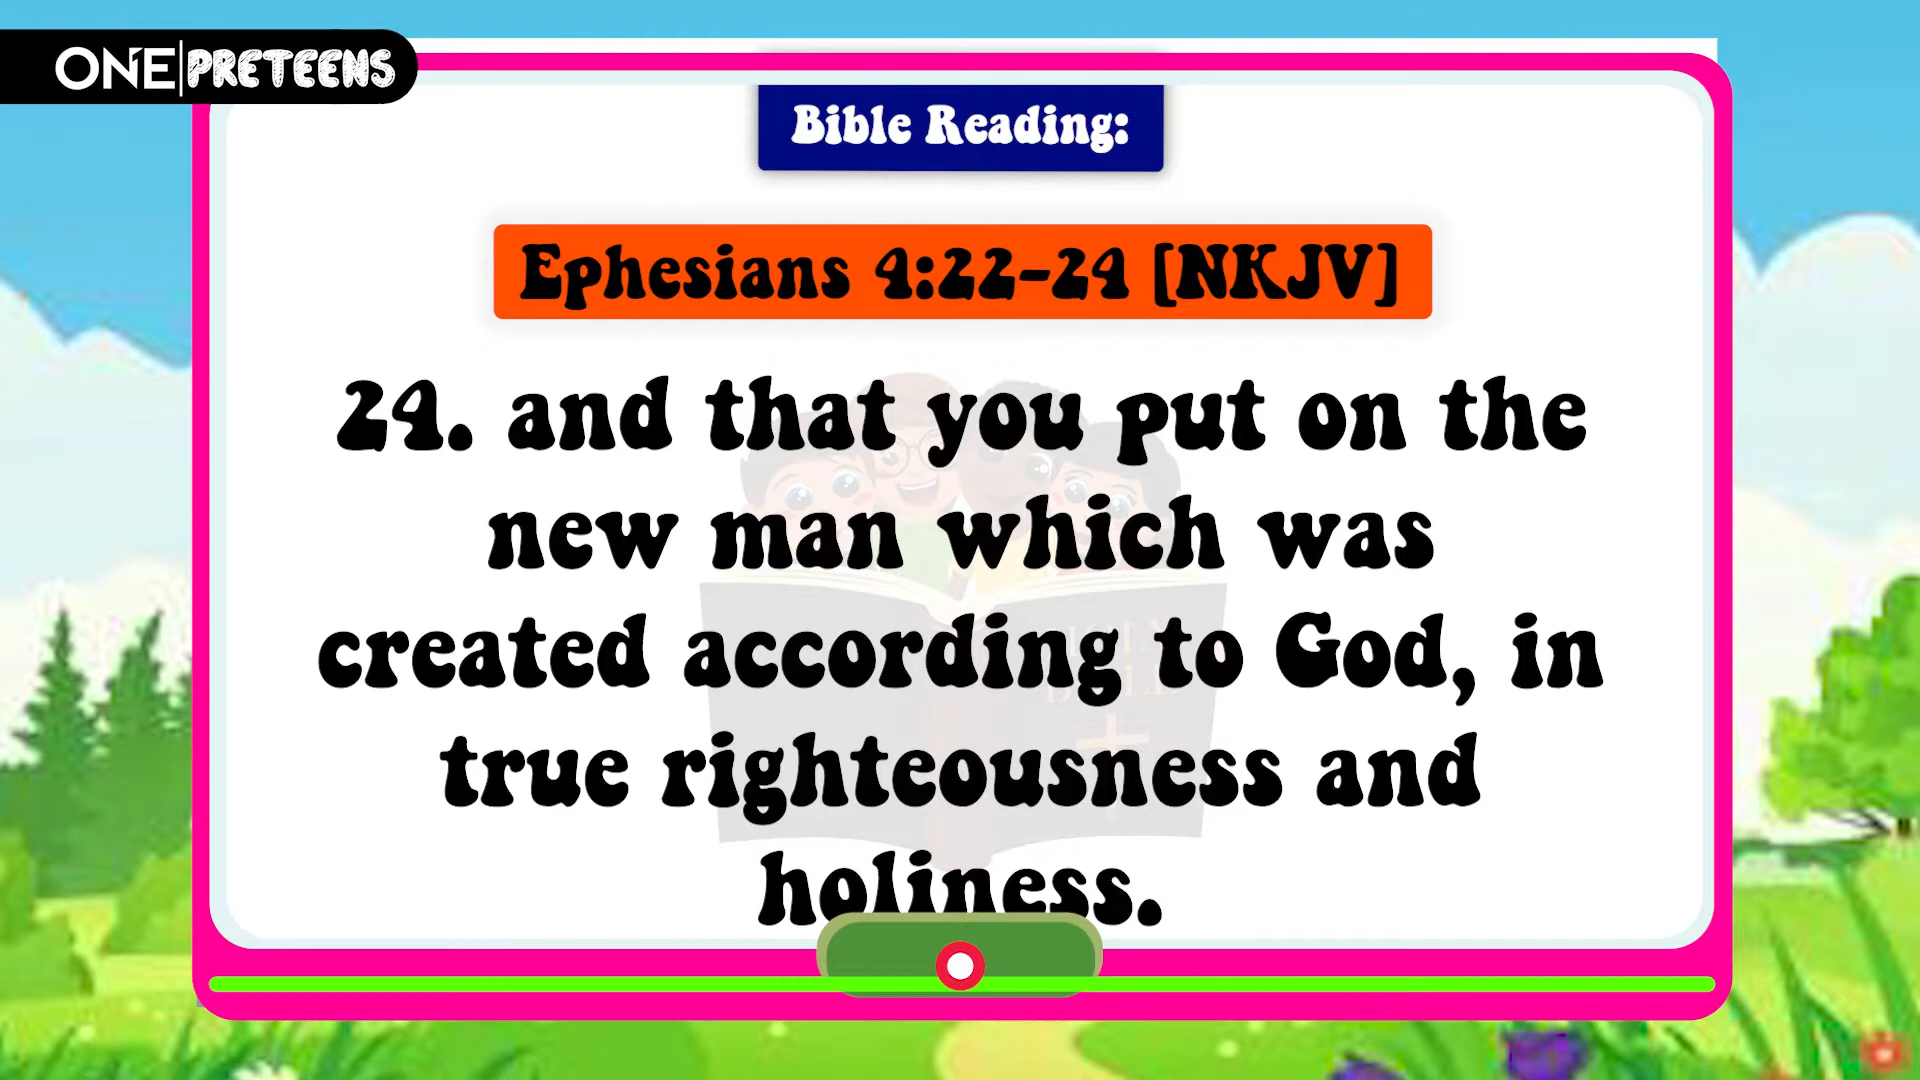 ONE|PRETEENS
Bible Reading:
Ephesians 4:22-24 [NKJV]
24. and that you put on the
new man which was
created according to God, in
true righteousness and
holiness.